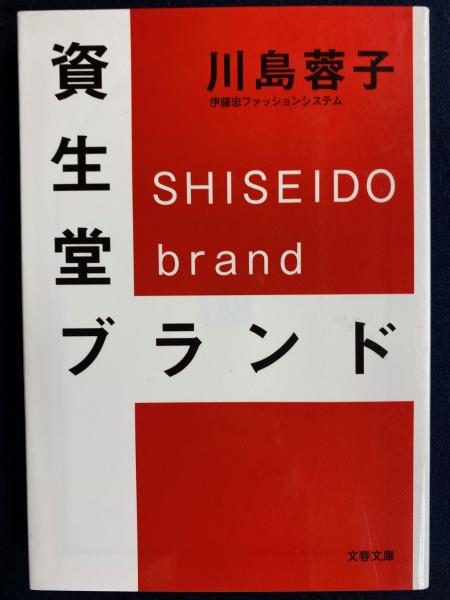 資生堂ブランド
川島蓉子
伊藤忠ファッションシステム
SHISEIDO
brand
文春文庫